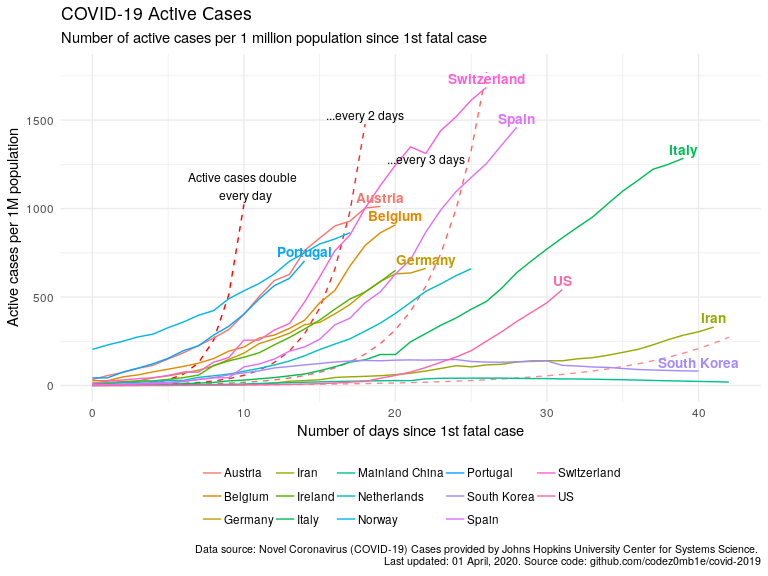 COVID-19 Active Cases
Number of active cases per 1 million population since 1st fatal case
Active cases per 1M population
1500
1000
500
0
Switzerland
...every 2 days
Spain
...every 3 days
Italy
Active cases double
every day
Austria
Belgium
Portugal
Germany
US
Iran
South Korea
0
10
20
30
40
Number of days since 1st fatal case
Austria
Iran
Mainland China
Portugal
Switzerland
Belgium
Ireland
Netherlands
South Korea
US
Germany
Italy
Norway
Spain
Data source: Novel Coronavirus (COVID-19) Cases provided by Johns Hopkins University Center for Systems Science.
Last updated: 01 April, 2020. Source code: github.com/codez0mb1e/covid-2019